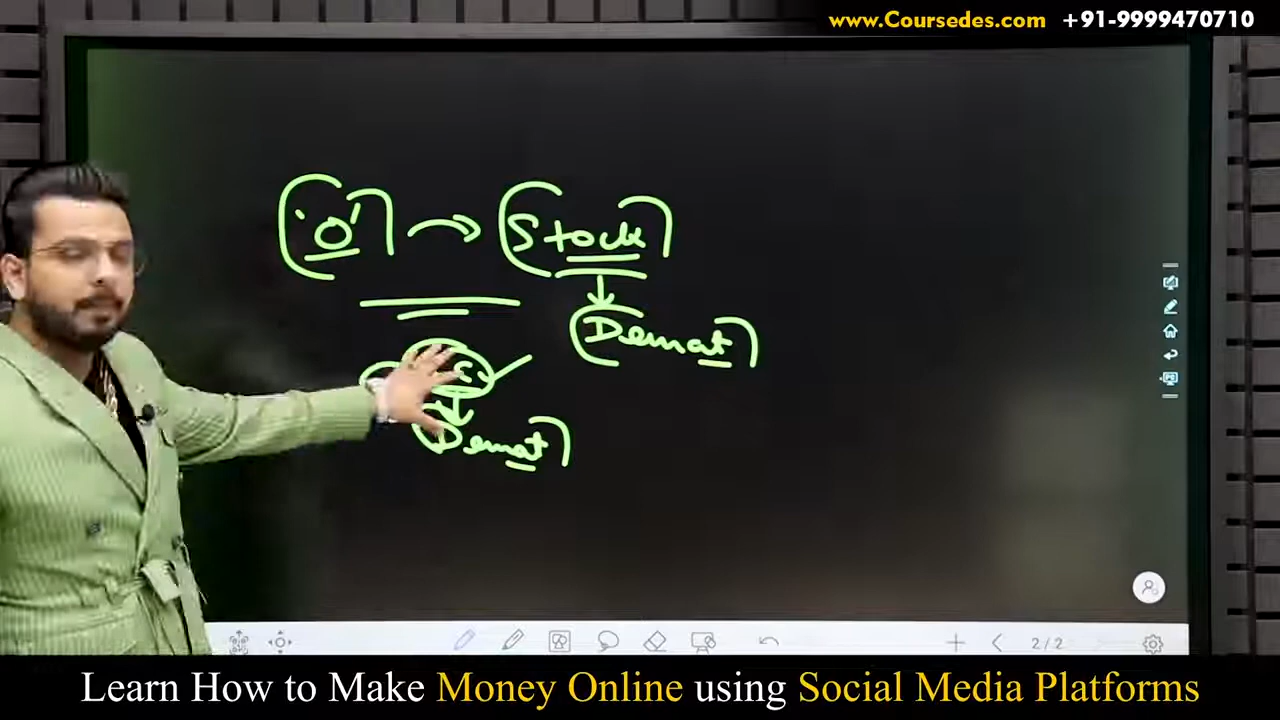 www.Coursedes.com +91-9999470710
'0' → Stock
Demat
Demat
2/2
Learn How to Make Money Online using Social Media Platforms